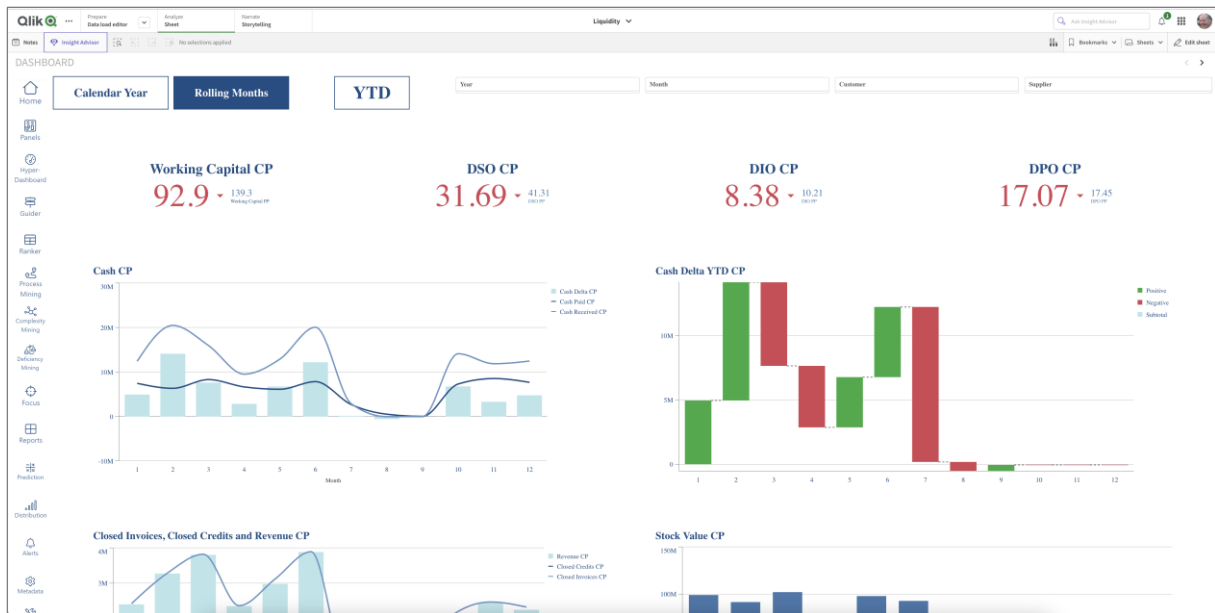 Qlik
Prepare
Data load editor
Analyze
Sheet
Narrate
Storytelling
Liquidity
Ask Insight Advisor
1
Notes
Insight Advisor
No selections applied
Bookmarks
Sheets
Edit sheet
DASHBOARD
Calendar Year
Rolling Months
YTD
Year
Month
Customer
Supplier
Home
Panels
Hyper-
Dashboard
Guider
Ranker
Process
Mining
Complexity
Mining
Deficiency
Mining
Focus
Reports
Prediction
Distribution
Alerts
Metadata
Working Capital CP
92.9
139.3
Working Capital PP
DSO CP
31.69
41.31
DSO PP
DIO CP
8.38
10.21
DIO PP
DPO CP
17.07
17.45
DPO PP
Cash CP
30M
20M
10M
0
-10M
1 2 3 4 5 6 7 8 9 10 11 12
Month
Cash Delta CP
Cash Paid CP
Cash Received CP
Cash Delta YTD CP
10M
5M
0
1 2 3 4 5 6 7 8 9 10 11 12
Positive
Negative
Subtotal
Closed Invoices, Closed Credits and Revenue CP
4M
3M
Revenue CP
Closed Credits CP
Closed Invoices CP
Stock Value CP
150M
100M